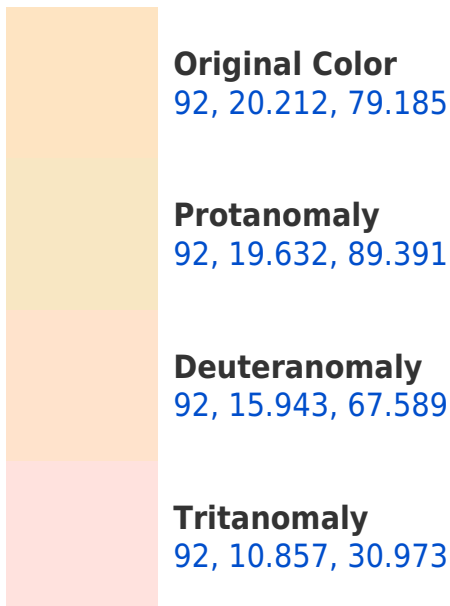 Original Color
92, 20.212, 79.185
Protanomaly
92, 19.632, 89.391
Deuteranomaly
92, 15.943, 67.589
Tritanomaly
92, 10.857, 30.973